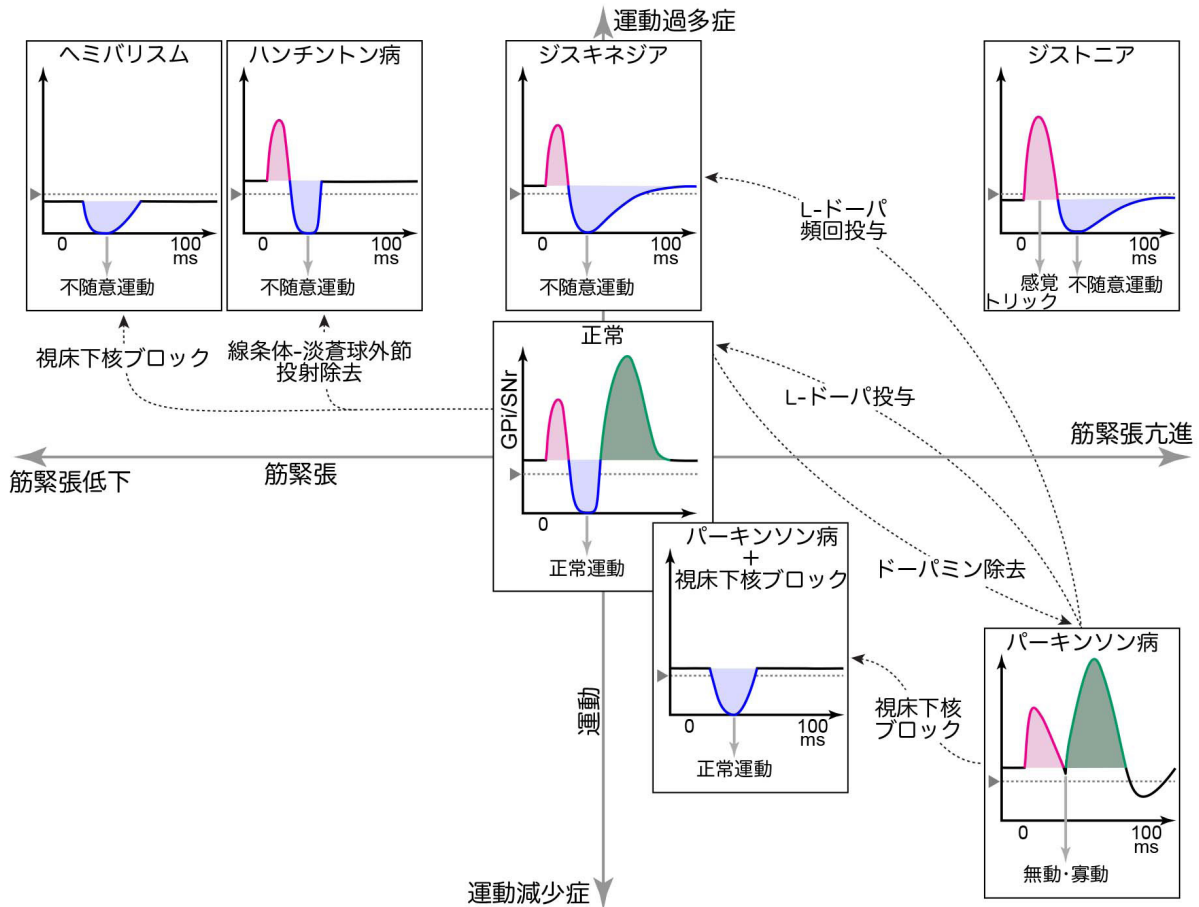 運動過多症
ヘミバリスム
0
100
ms
不随意運動
ハンチントン病
0
100
ms
不随意運動
ジスキネジア
0
100
ms
不随意運動
ジストニア
0
100
ms
感覚
トリック
不随意運動
L-ドーパ
頻回投与
視床下核ブロック
線条体-淡蒼球外節
投射除去
正常
GPi/SNr
0
正常運動
L-ドーパ投与
筋緊張低下
筋緊張
筋緊張亢進
ドーパミン除去
パーキンソン病
+
視床下核ブロック
0
100
ms
正常運動
視床下核
ブロック
パーキンソン病
0
100
ms
無動・寡動
運動
運動減少症